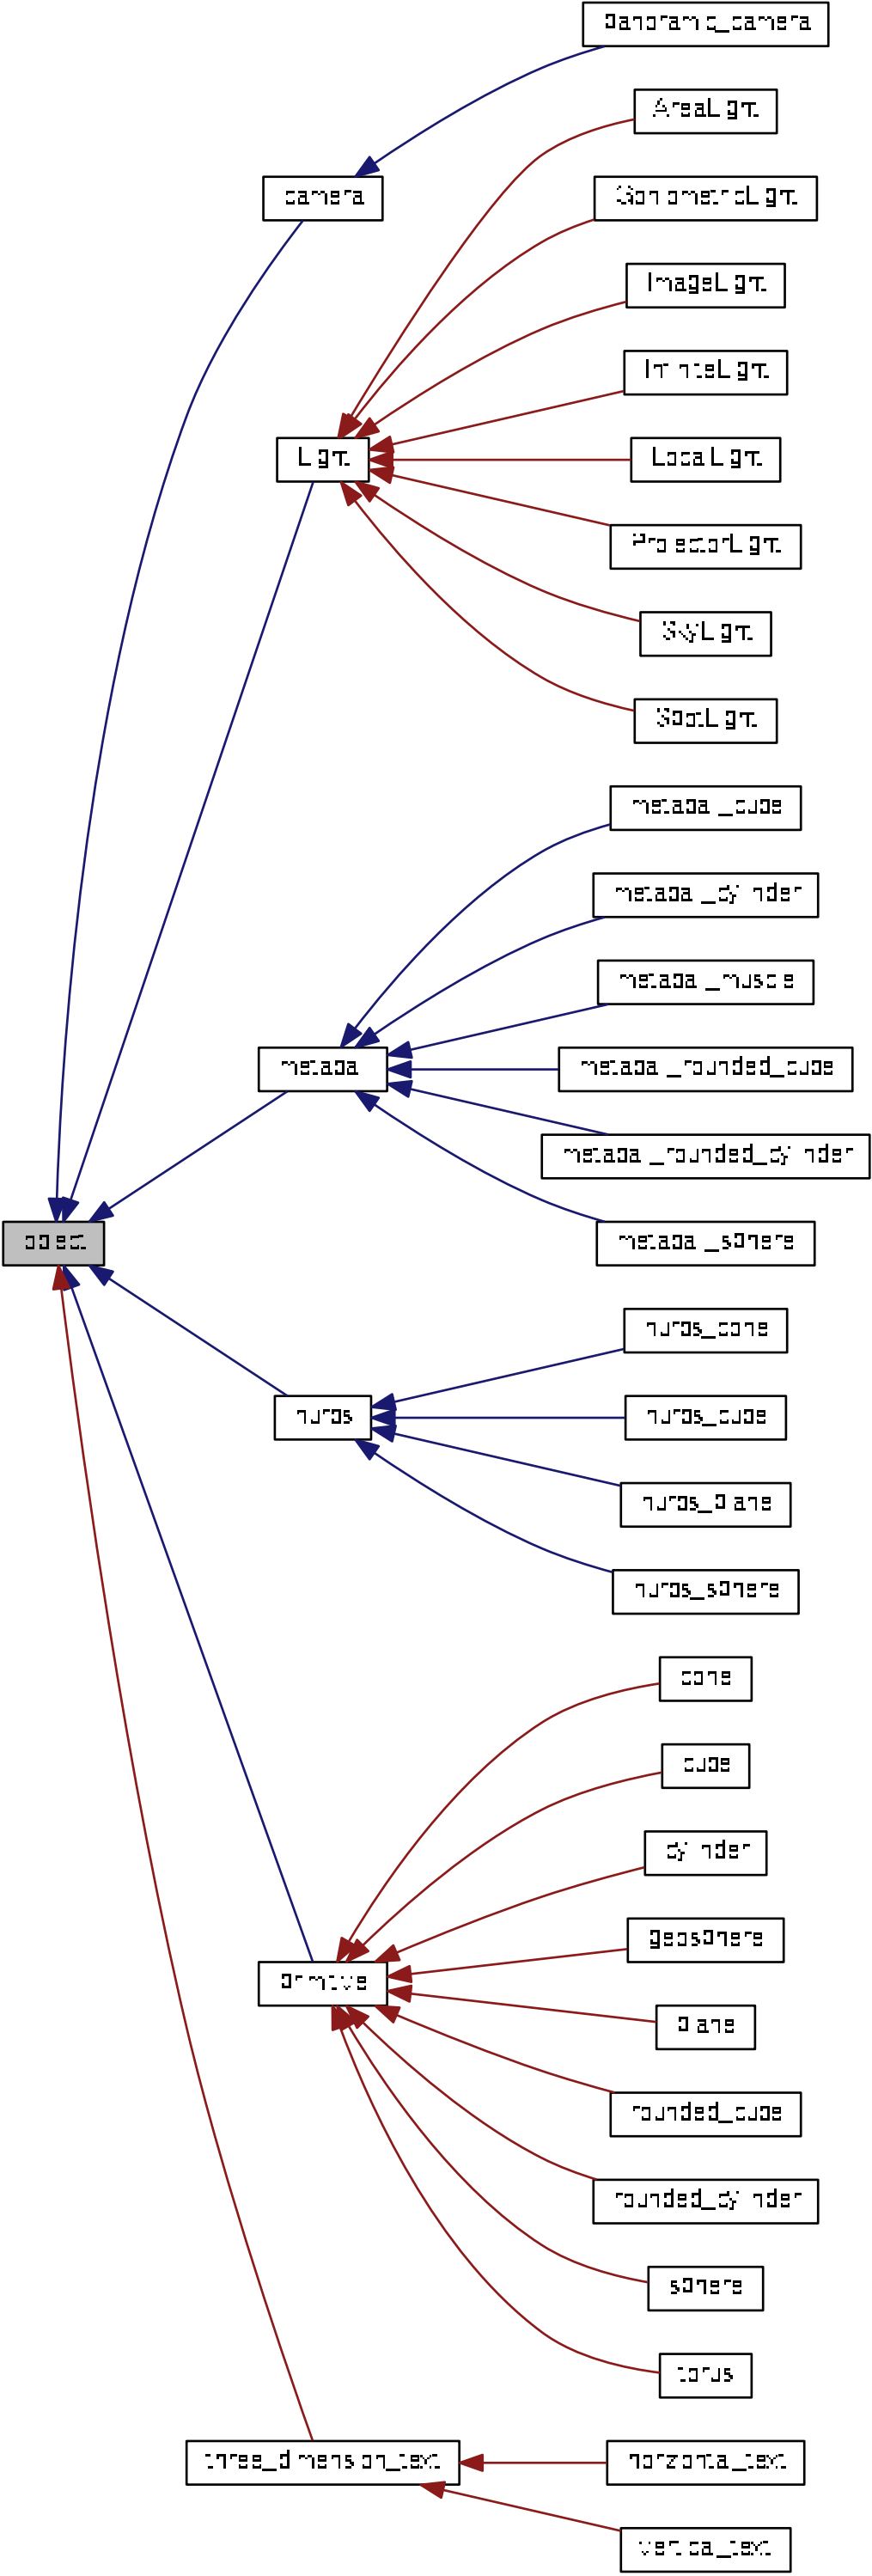 panoramic_camera
AreaLight
camera
GoniometricLight
ImageLight
InfiniteLight
Light
LocalLight
ProjectorLight
SkyLight
SpotLight
metaball_cube
metaball_cylinder
metaball_muscle
metaball
metaball_rounded_cube
metaball_rounded_cylinder
object
metaball_sphere
nurbs_cone
nurbs
nurbs_cube
nurbs_plane
nurbs_sphere
cone
cube
cylinder
geosphere
primitive
plane
rounded_cube
rounded_cylinder
sphere
torus
three_dimension_text
horizontal_text
vertical_text